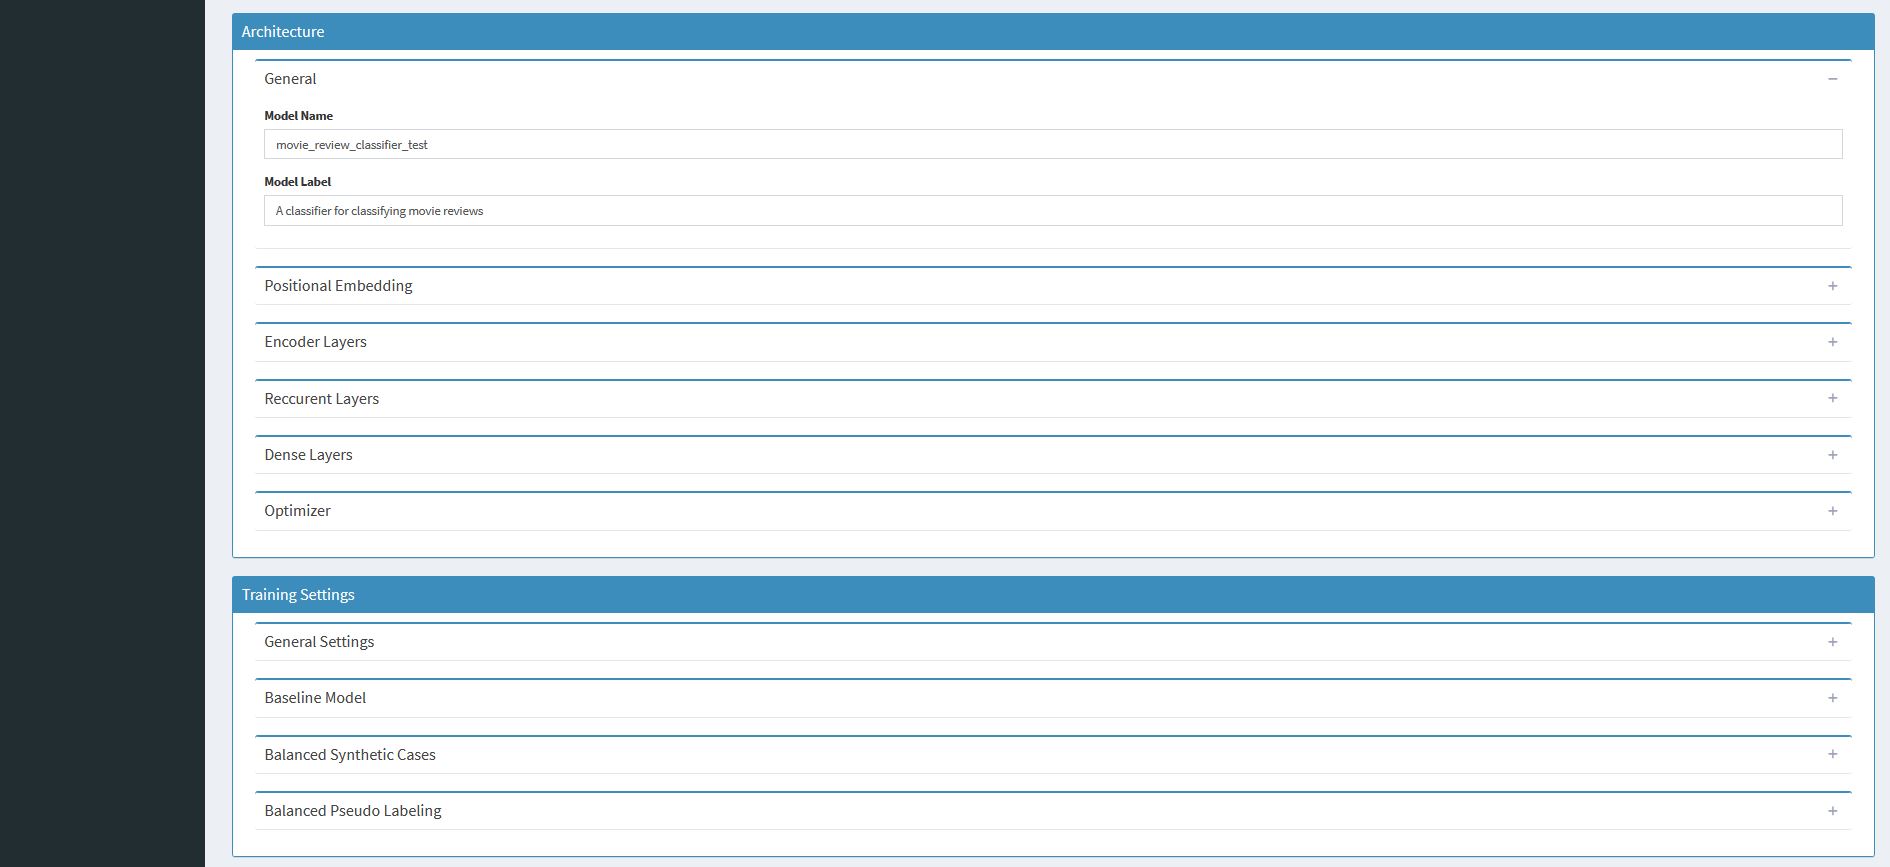 Architecture
General
Model Name
movie_review_classifier_test
Model Label
A classifier for classifying movie reviews
Positional Embedding
Encoder Layers
Reccurent Layers
Dense Layers
Optimizer
Training Settings
General Settings
Baseline Model
Balanced Synthetic Cases
Balanced Pseudo Labeling